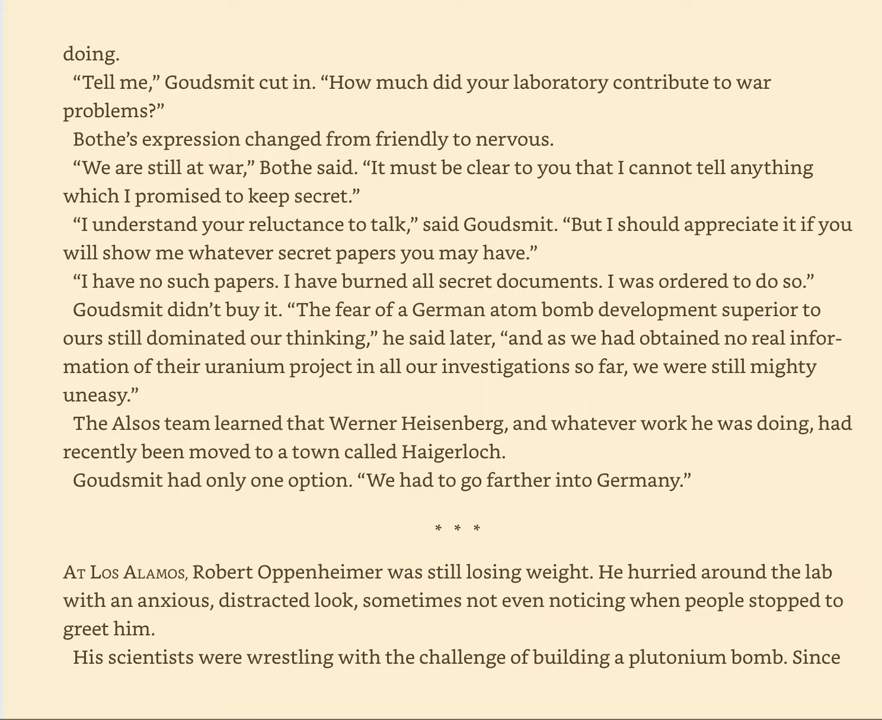 doing.
“Tell me,” Goudsmit cut in. “How much did your laboratory contribute to war
problems?”
Bothe’s expression changed from friendly to nervous.
“We are still at war,” Bothe said. “It must be clear to you that I cannot tell anything
which I promised to keep secret.”
“I understand your reluctance to talk,” said Goudsmit. “But I should appreciate it if you
will show me whatever secret papers you may have.”
“I have no such papers. I have burned all secret documents. I was ordered to do so.”
Goudsmit didn’t buy it. “The fear of a German atom bomb development superior to
ours still dominated our thinking,” he said later, “and as we had obtained no real infor-
mation of their uranium project in all our investigations so far, we were still mighty
uneasy.”
The Alsos team learned that Werner Heisenberg, and whatever work he was doing, had
recently been moved to a town called Haigerloch.
Goudsmit had only one option. “We had to go farther into Germany.”
* * *
At Los Alamos, Robert Oppenheimer was still losing weight. He hurried around the lab
with an anxious, distracted look, sometimes not even noticing when people stopped to
greet him.
His scientists were wrestling with the challenge of building a plutonium bomb. Since